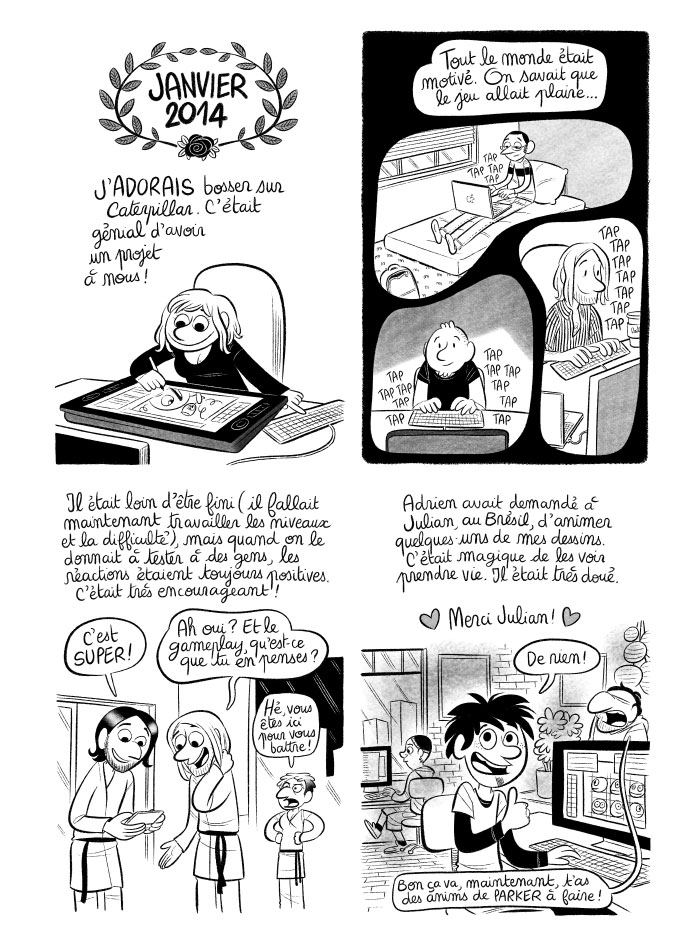 JANVIER
2014
J'ADORAIS bosser sur
Caterpillar. C'était
génial d'avoir
un projet
à nous !
Tout le monde était
motivé. On savait que
le jeu allait plaire...
TAP
TAP TAP
TAP
TAP
TAP
TAP
TAP
TAP
TAP
TAP
TAP
TAP TAP
TAP
TAP
TAP
TAP TAP
TAP
TAP
Il était loin d'être fini ( il fallait
maintenant travailler les niveaux
et la difficulté), mais quand on le
donnait à tester à des gens, les
réactions étaient toujours positives.
C'était très encourageant !
C'est
SUPER !
Ah oui ? Et le
gameplay, qu'est-ce
que tu en penses ?
Hé, vous
êtes ici
pour vous
battre !
Adrien avait demandé à
Julian, au Brésil, d'animer
quelques-uns de mes dessins.
C'était magique de les voir
prendre vie. Il était très doué.
Merci Julian !
De rien !
Bon ça va, maintenant, t'as
des anims de PARKER à faire !